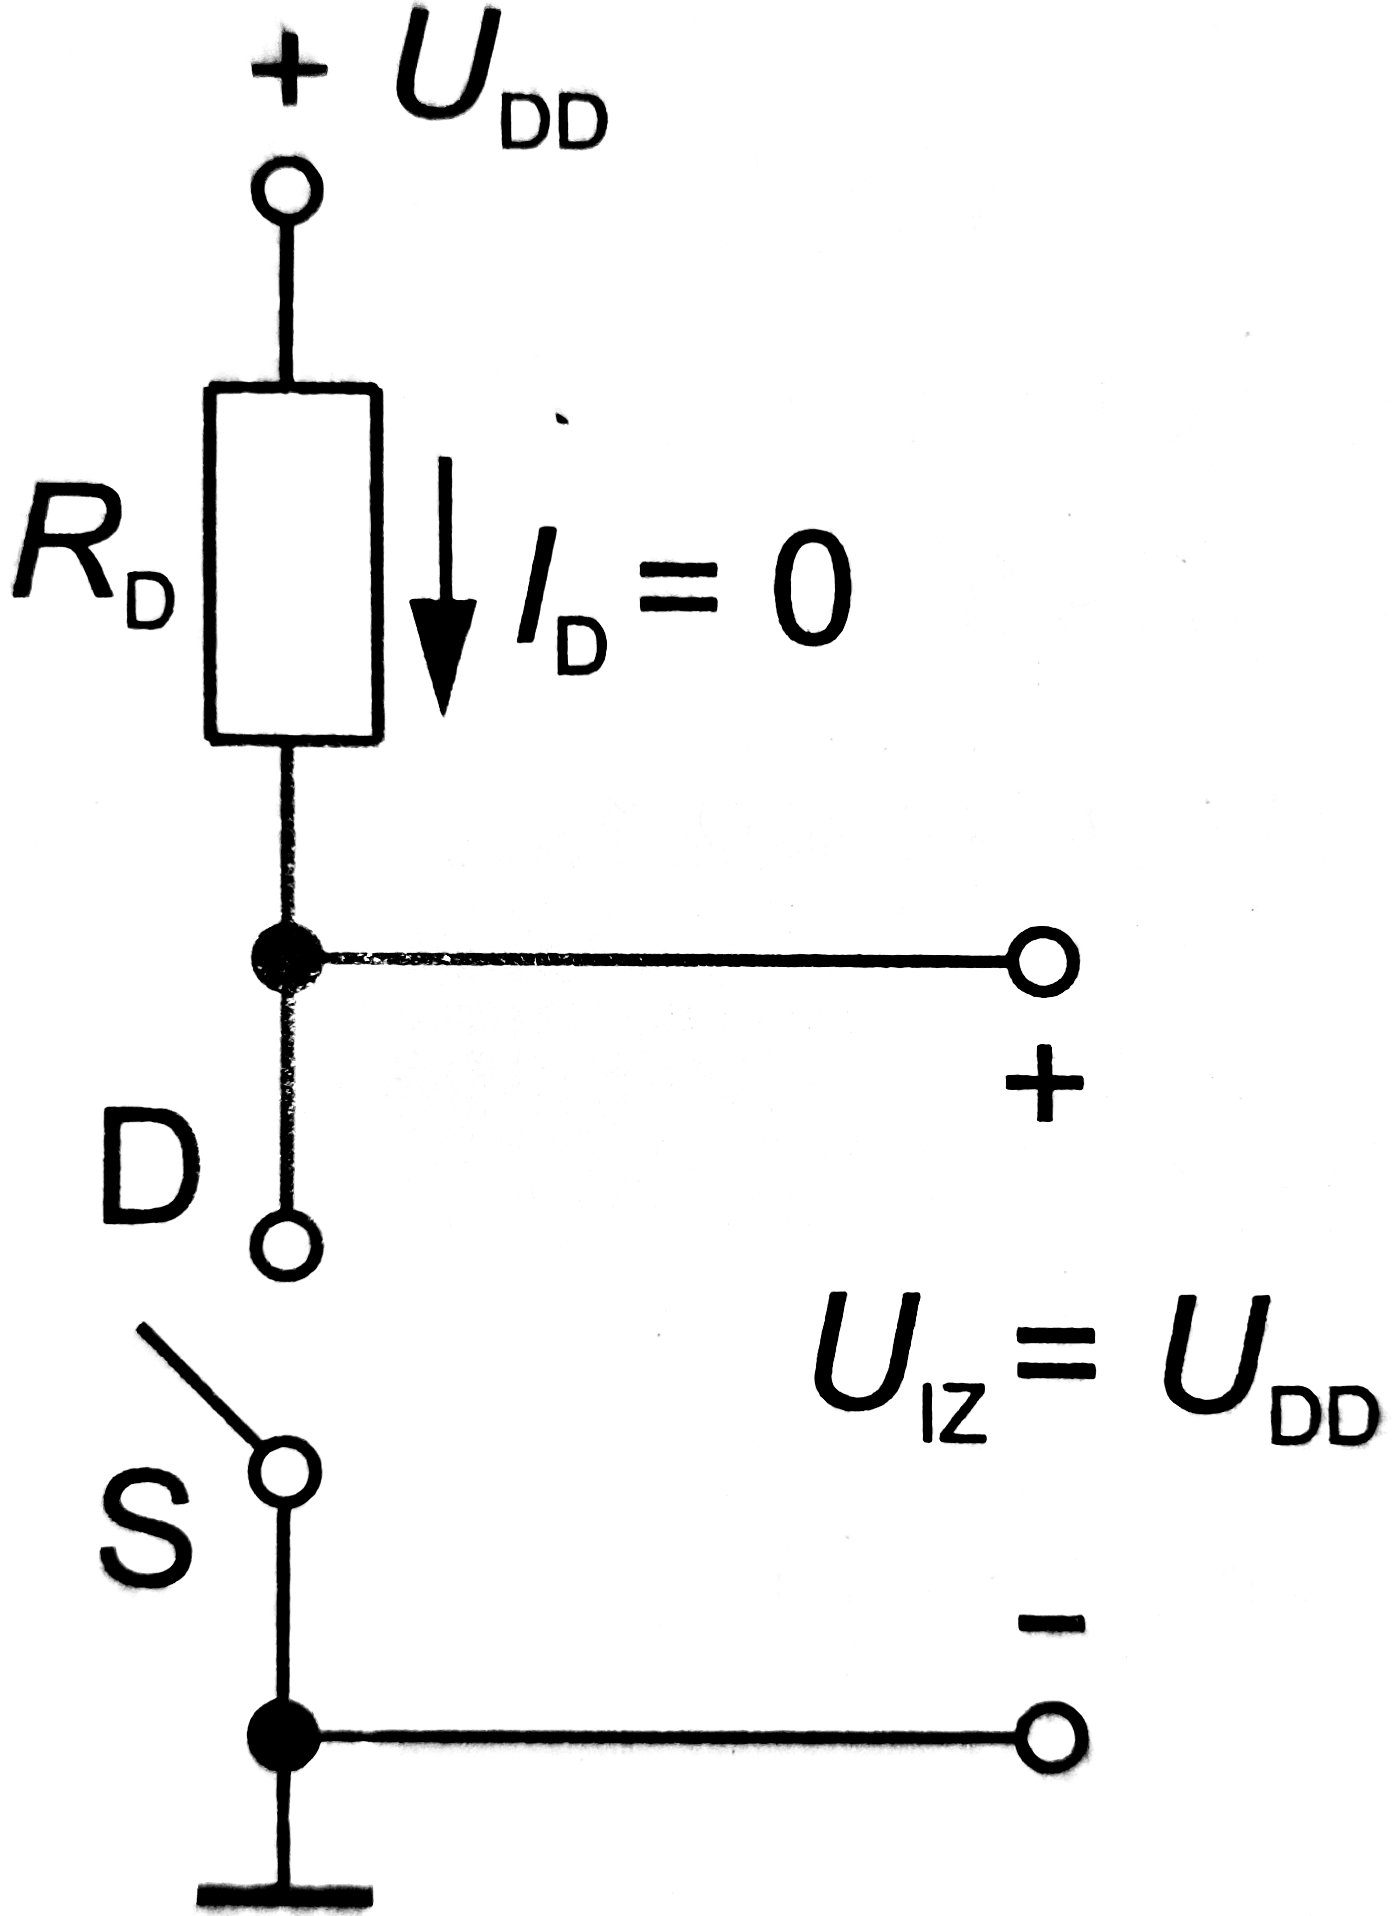 + U_DD
R_D
I_D = 0
+
D
U_IZ = U_DD
S
−